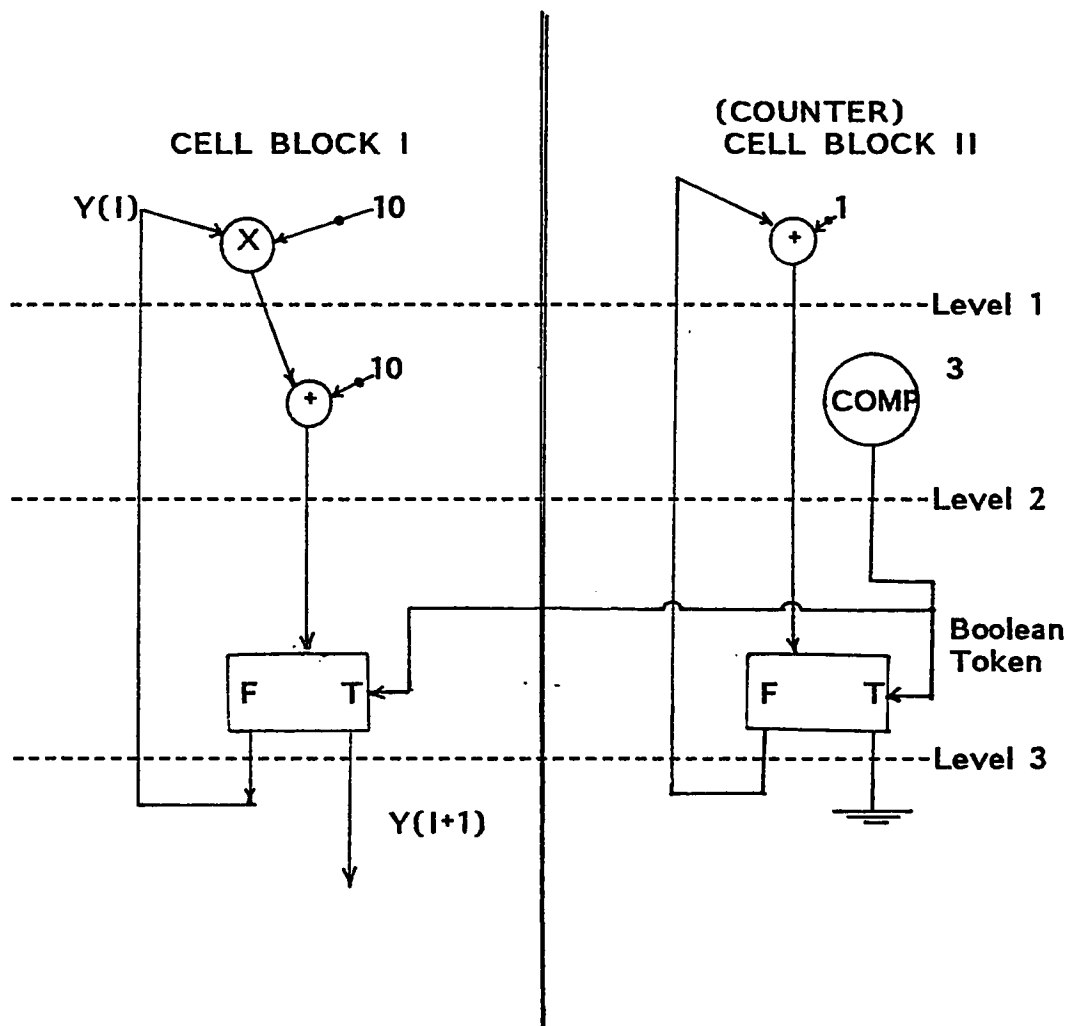 CELL BLOCK I
Y(I)
10
X
10
+
F T
Y(I+1)
(COUNTER)
CELL BLOCK II
1
+
Level 1
3
COMP
Level 2
Boolean
Token
F T
Level 3